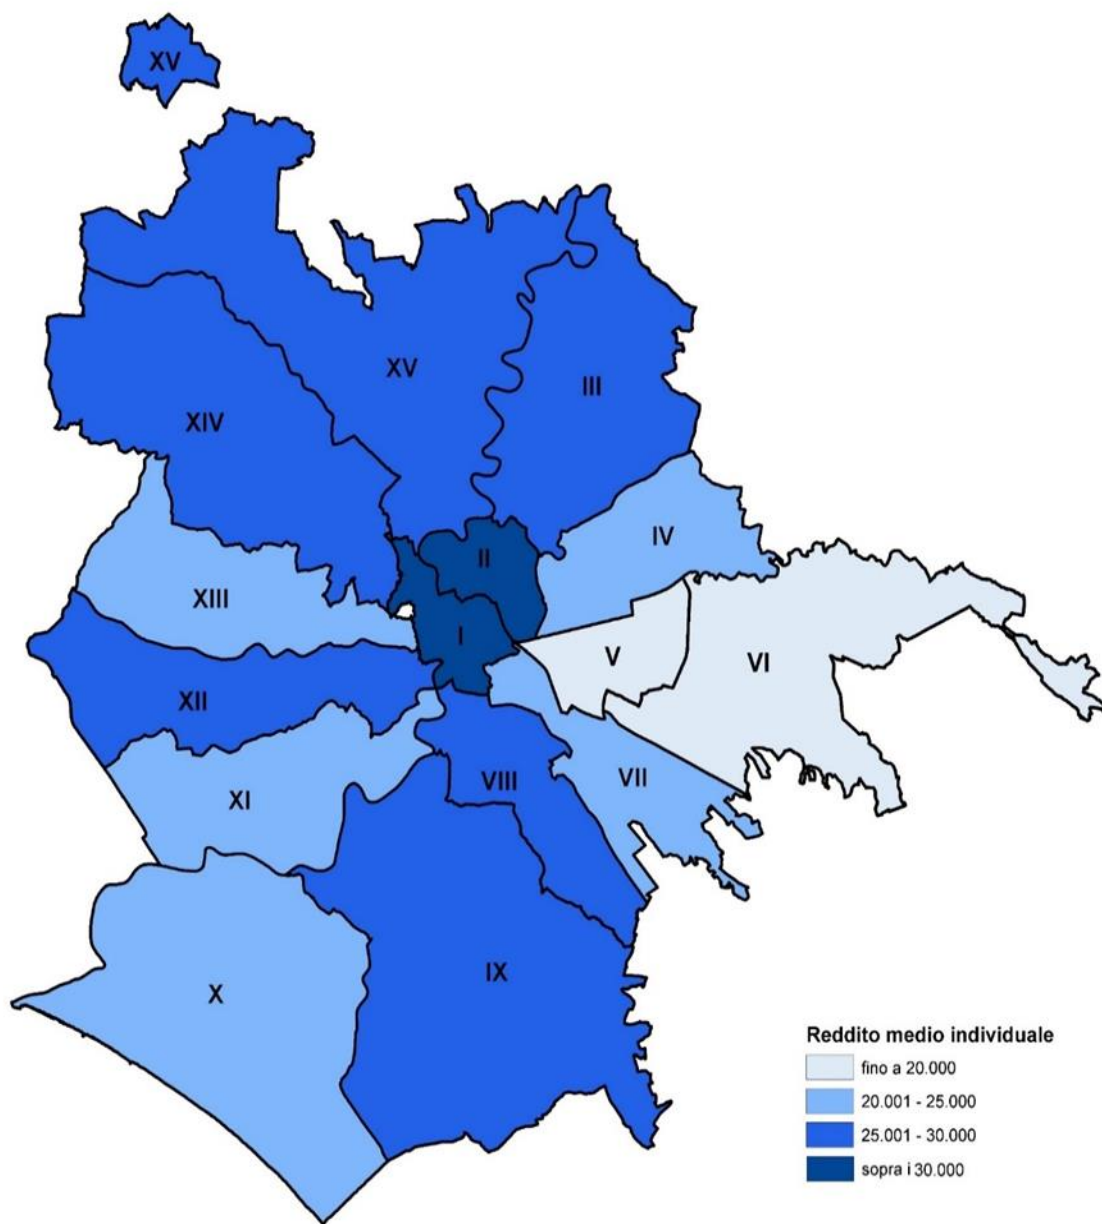 XV
XV
III
XIV
IV
II
XIII
I
V
VI
XII
VIII
VII
XI
IX
X
Reddito medio individuale
fino a 20.000
20.001 - 25.000
25.001 - 30.000
sopra i 30.000